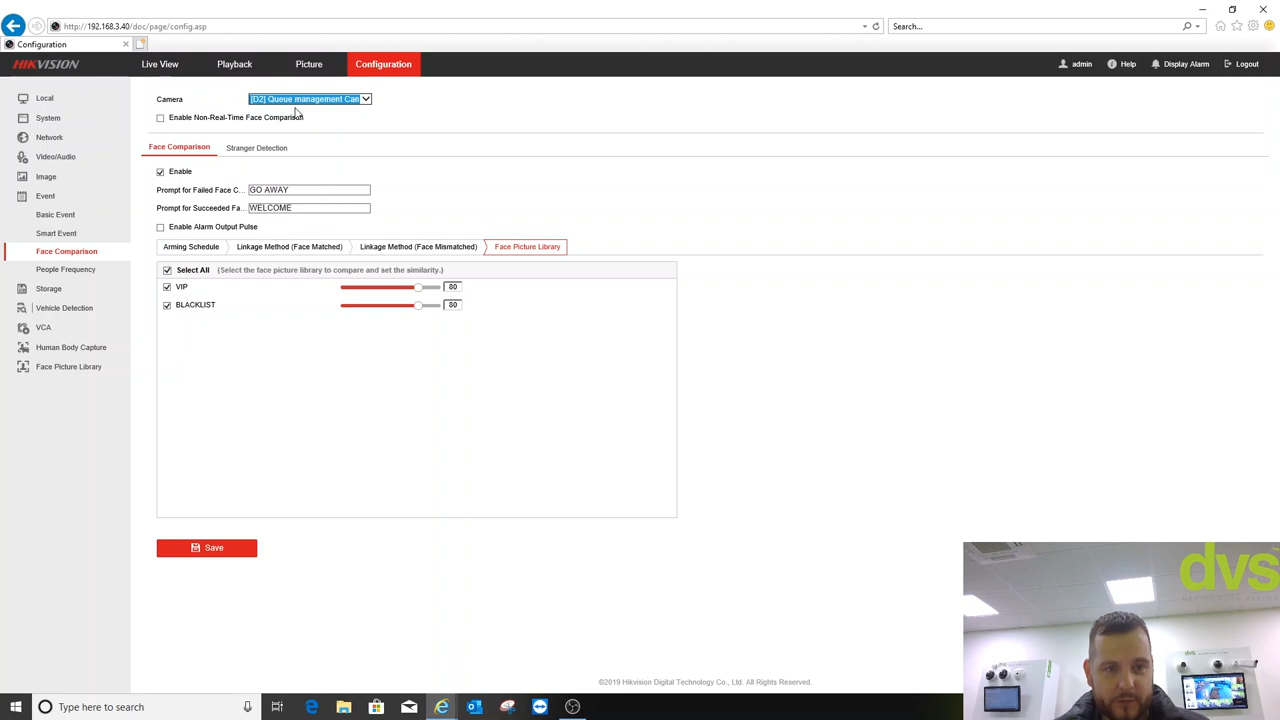 http://192.168.3.40/doc/page/config.asp
Search...
Configuration
HIKVISION
Live View
Playback
Picture
Configuration
admin
Help
Display Alarm
Logout
Local
System
Network
Video/Audio
Image
Event
Basic Event
Smart Event
Face Comparison
People Frequency
Storage
Vehicle Detection
VCA
Human Body Capture
Face Picture Library
Camera [D2] Queue management Can
Enable Non-Real-Time Face Comparison
Face Comparison Stranger Detection
Enable
Prompt for Failed Face C... GO AWAY
Prompt for Succeeded Fa... WELCOME
Enable Alarm Output Pulse
Arming Schedule Linkage Method (Face Matched) Linkage Method (Face Mismatched) Face Picture Library
Select All (Select the face picture library to compare and set the similarity.)
VIP 80
BLACKLIST 80
Save
©2019 Hikvision Digital Technology Co., Ltd. All Rights Reserved.
dvs
dvs
Type here to search